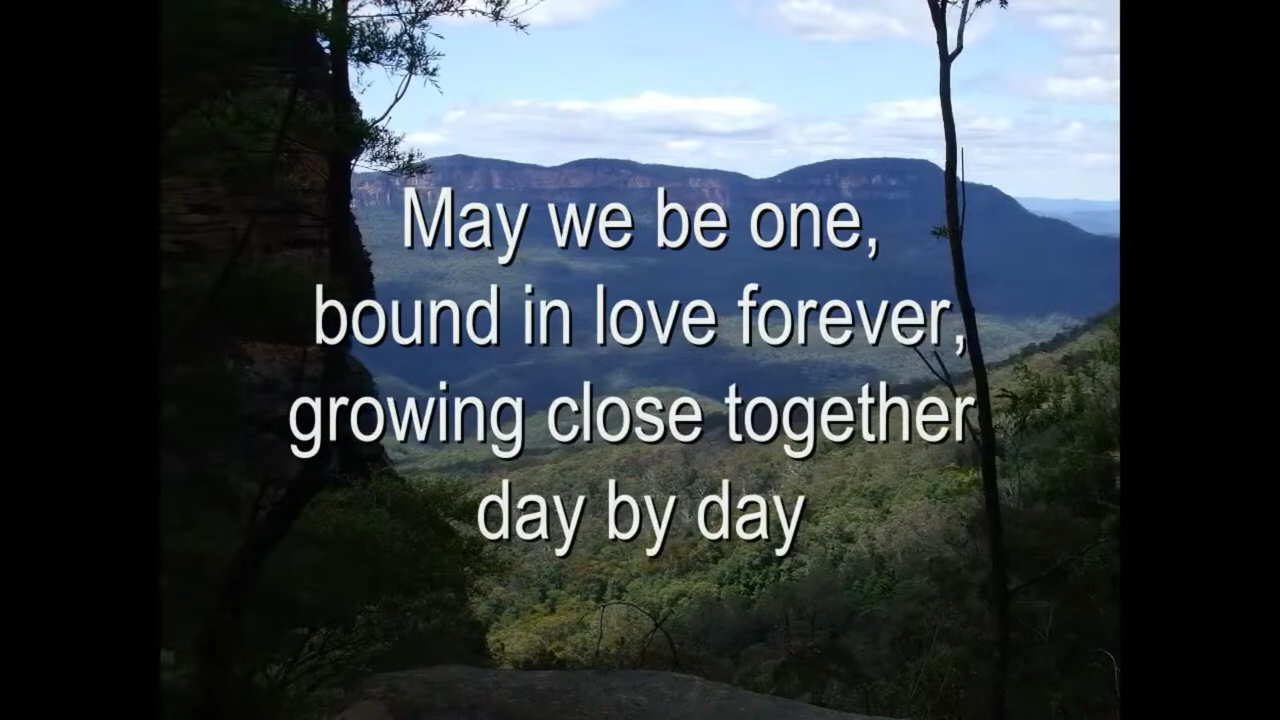 May we be one,
bound in love forever,
growing close together
day by day